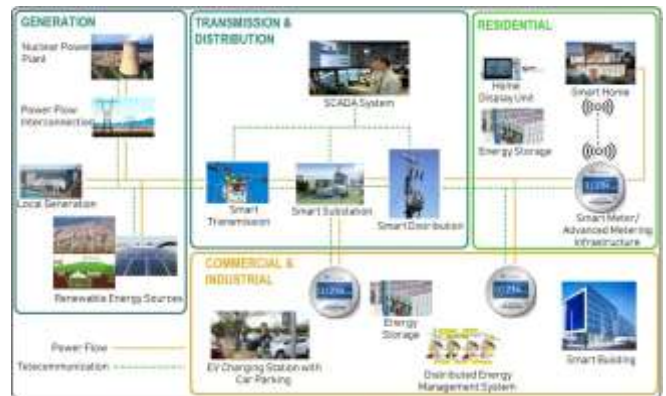 GENERATION
Nuclear Power
Plant
Power Flow
Interconnection
Local Generation
Renewable Energy Sources
Power Flow
Telecommunication
TRANSMISSION &
DISTRIBUTION
SCADA System
Smart
Transmission
Smart Substation
Smart Distribution
RESIDENTIAL
Home
Display Unit
Smart Home
Energy Storage
Smart Meter/
Advanced Metering
Infrastructure
COMMERCIAL &
INDUSTRIAL
EV Charging Station with
Car Parking
Energy
Storage
Distributed Energy
Management System
Smart Building